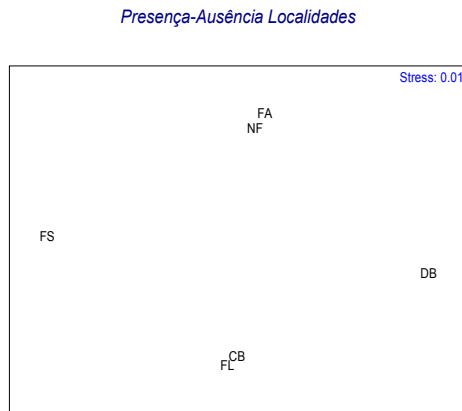 Presença-Ausência Localidades
Stress: 0.01
FA
NF
FS
DB
CB
FL